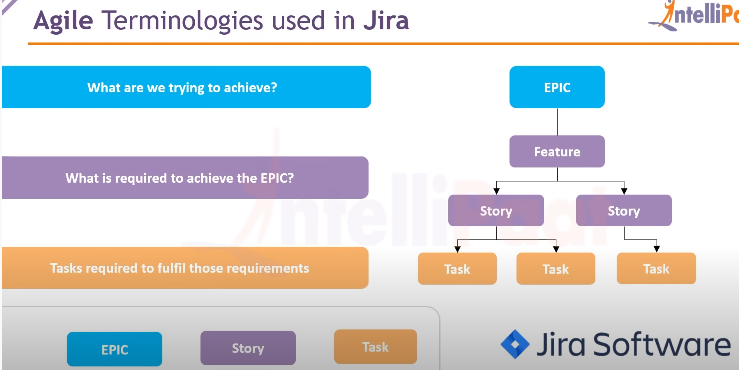 Agile Terminologies used in Jira
What are we trying to achieve?
EPIC
Feature
What is required to achieve the EPIC?
Story
Story
IntelliPaat
Tasks required to fulfil those requirements
Task
Task
Task
EPIC
Story
Task
Jira Software